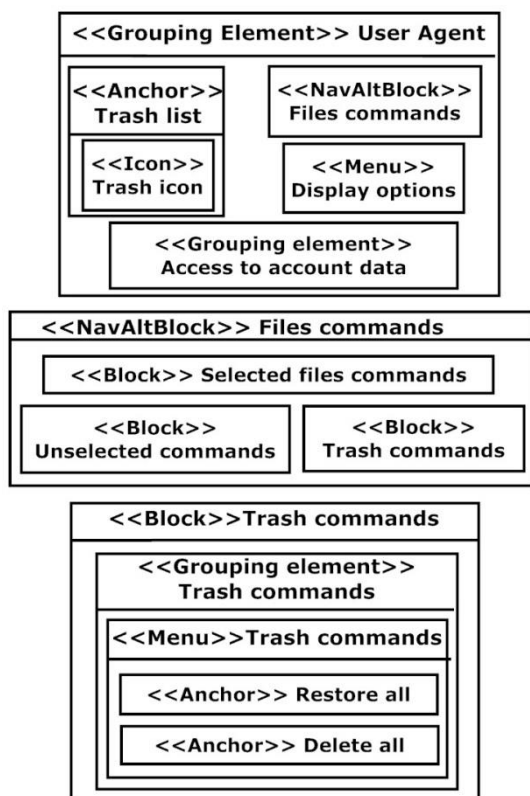 <<Grouping Element>> User Agent
<<Anchor>>
Trash list
<<Icon>>
Trash icon
<<NavAltBlock>>
Files commands
<<Menu>>
Display options
<<Grouping element>>
Access to account data
<<NavAltBlock>> Files commands
<<Block>> Selected files commands
<<Block>>
Unselected commands
<<Block>>
Trash commands
<<Block>>Trash commands
<<Grouping element>>
Trash commands
<<Menu>>Trash commands
<<Anchor>> Restore all
<<Anchor>> Delete all